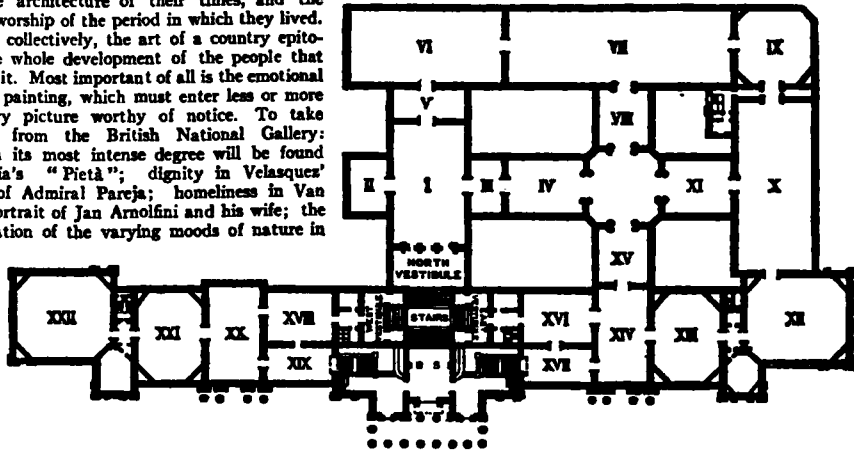 architecture of their times, and the
worship of the period in which they lived.
collectively, the art of a country epito-
whole development of the people that
it. Most important of all is the emotional
painting, which must enter less or more
picture worthy of notice. To take
from the British National Gallery:
its most intense degree will be found
"Pietà"; dignity in Velasquez'
of Admiral Pareja; homeliness in Van
portrait of Jan Arnolfini and his wife; the
of the varying moods of nature in
VI
VII
IX
V
VIII
II
I
III
IV
XI
X
NORTH
VESTIBULE
XV
XXII
XXI
XX
XVIII
WEST
VESTIBULE
STAIRS
EAST
VESTIBULE
XVI
XIV
XIII
XII
XIX
XVII